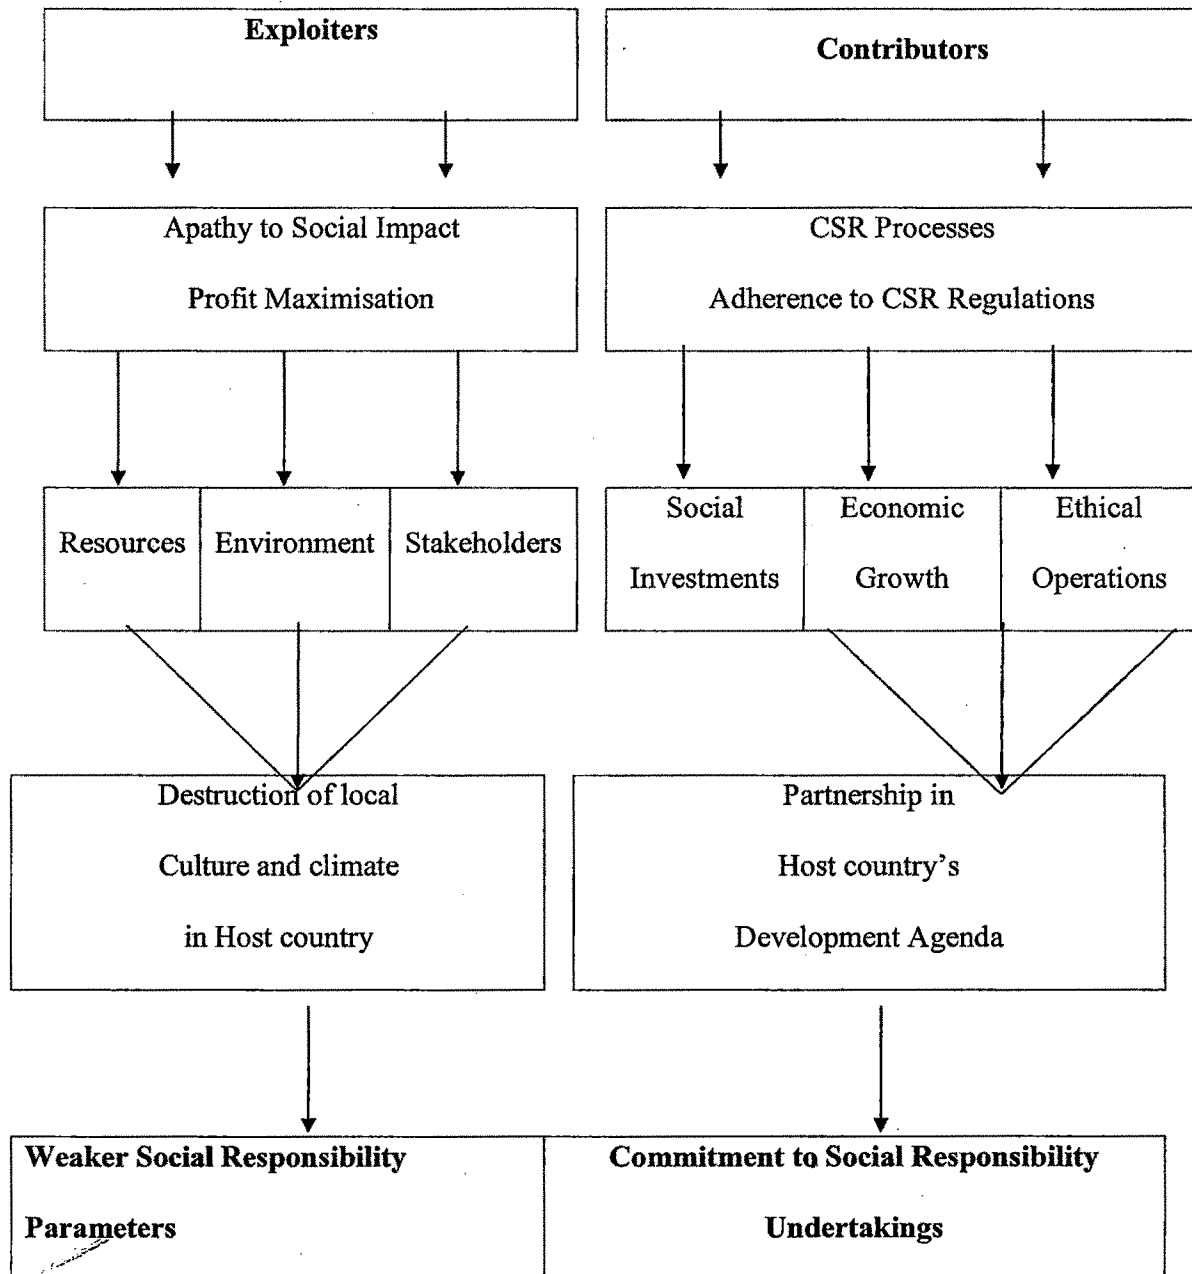 Exploiters
Contributors
Apathy to Social Impact
Profit Maximisation
CSR Processes
Adherence to CSR Regulations
Resources
Environment
Stakeholders
Social
Investments
Economic
Growth
Ethical
Operations
Destruction of local
Culture and climate
in Host country
Partnership in
Host country’s
Development Agenda
Weaker Social Responsibility
Parameters
Commitment to Social Responsibility
Undertakings